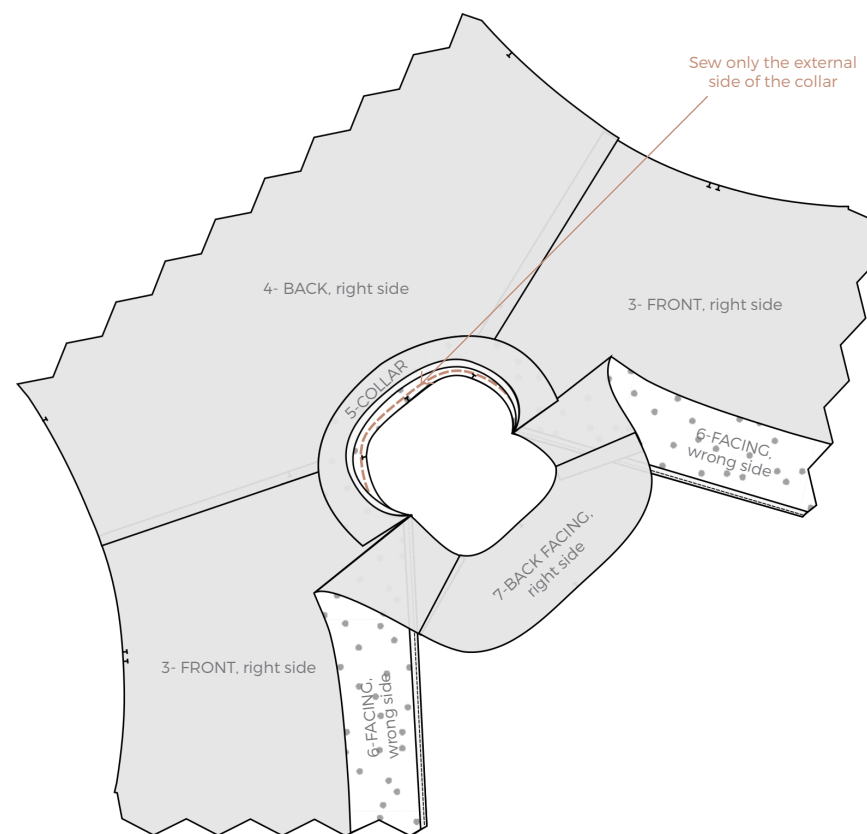 Sew only the external
side of the collar
4- BACK, right side
3- FRONT, right side
5-COLLAR
6-FACING,
wrong side
7-BACK FACING,
right side
3- FRONT, right side
6-FACING,
wrong side